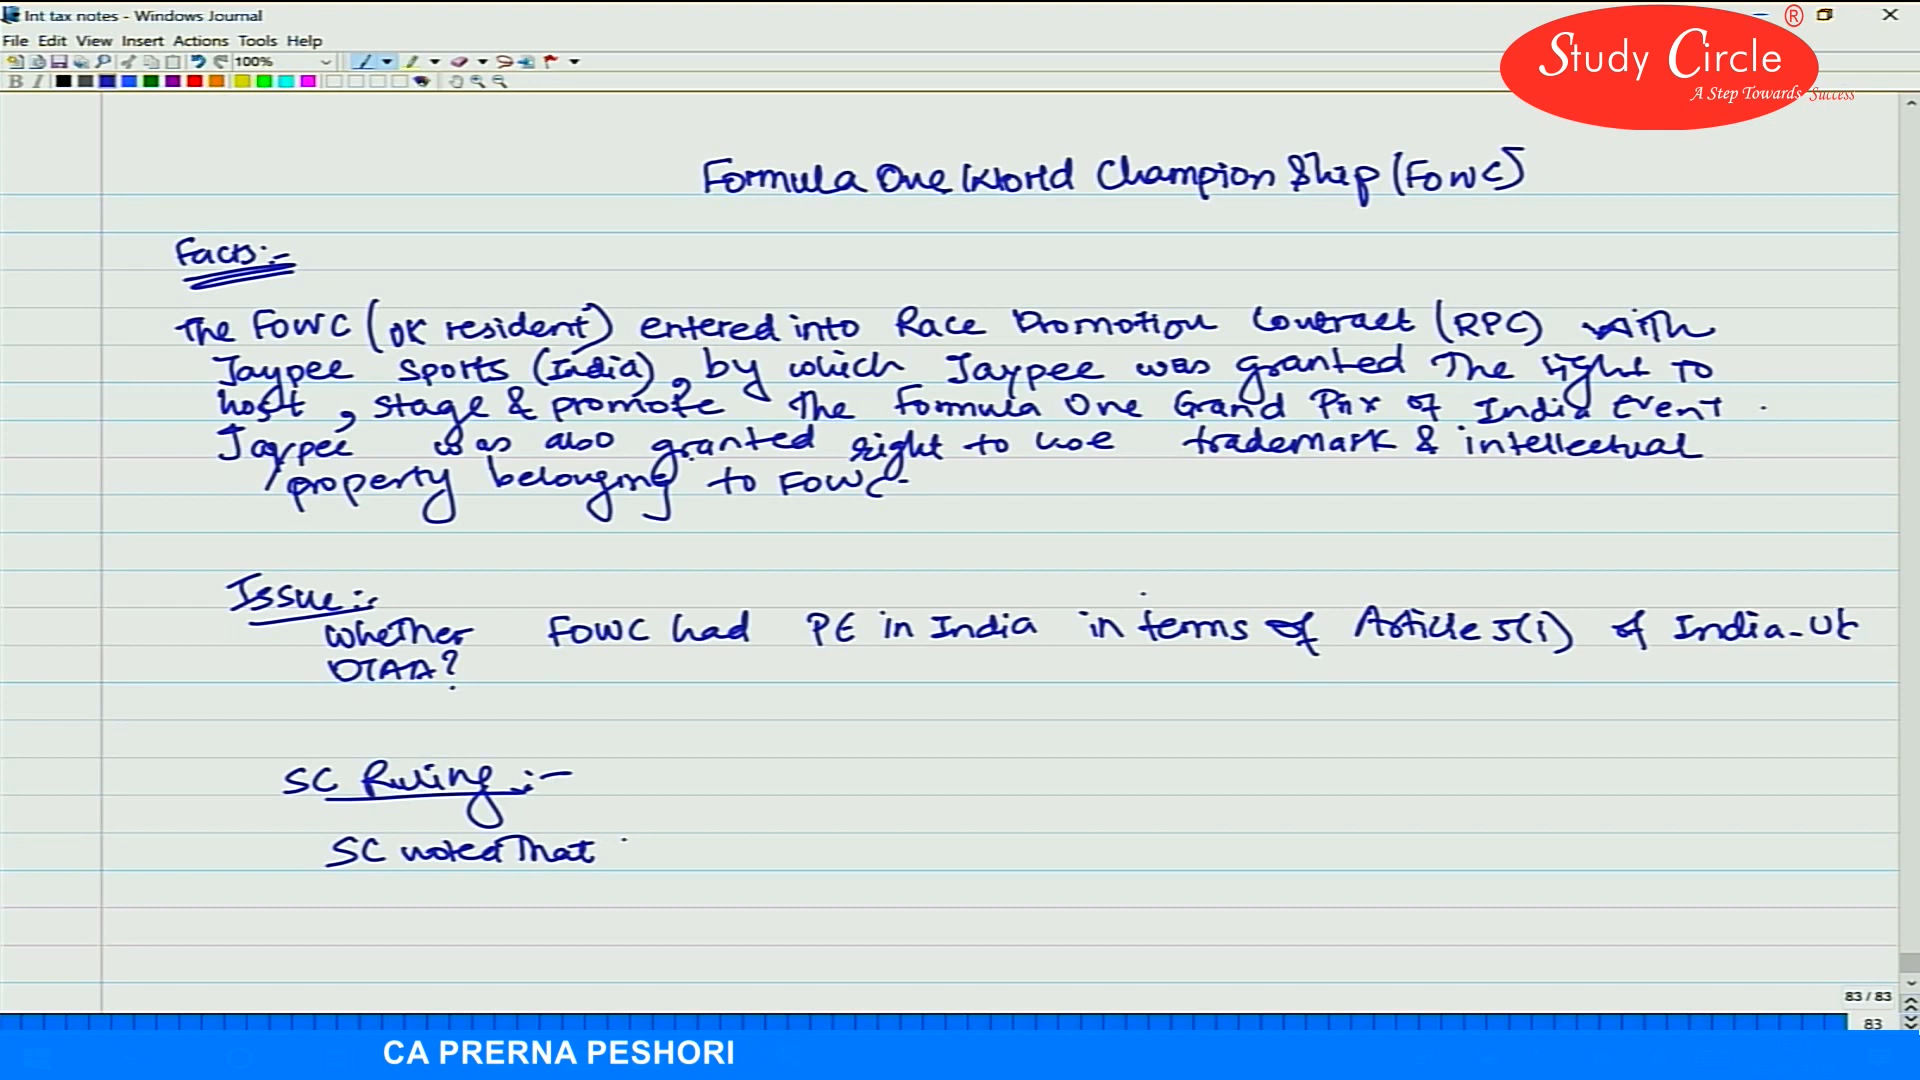 Int tax notes - Windows Journal
File Edit View Insert Actions Tools Help
100%
B I
Study Circle ®
A Step Towards Success
Formula One World Championship (FOWC)
Facts:-
The FOWC (UK resident) entered into Race Promotion Contract (RPC) with
Jaypee Sports (India), by which Jaypee was granted the right to
host, stage & promote the Formula One Grand Prix of India event.
Jaypee was also granted right to use trademark & intellectual
property belonging to FOWC.
Issue:-
Whether FOWC had PE in India in terms of Article 5(1) of India-Uk
DTAA?
SC Ruling:-
SC noted that
83 / 83
83
CA PRERNA PESHORI